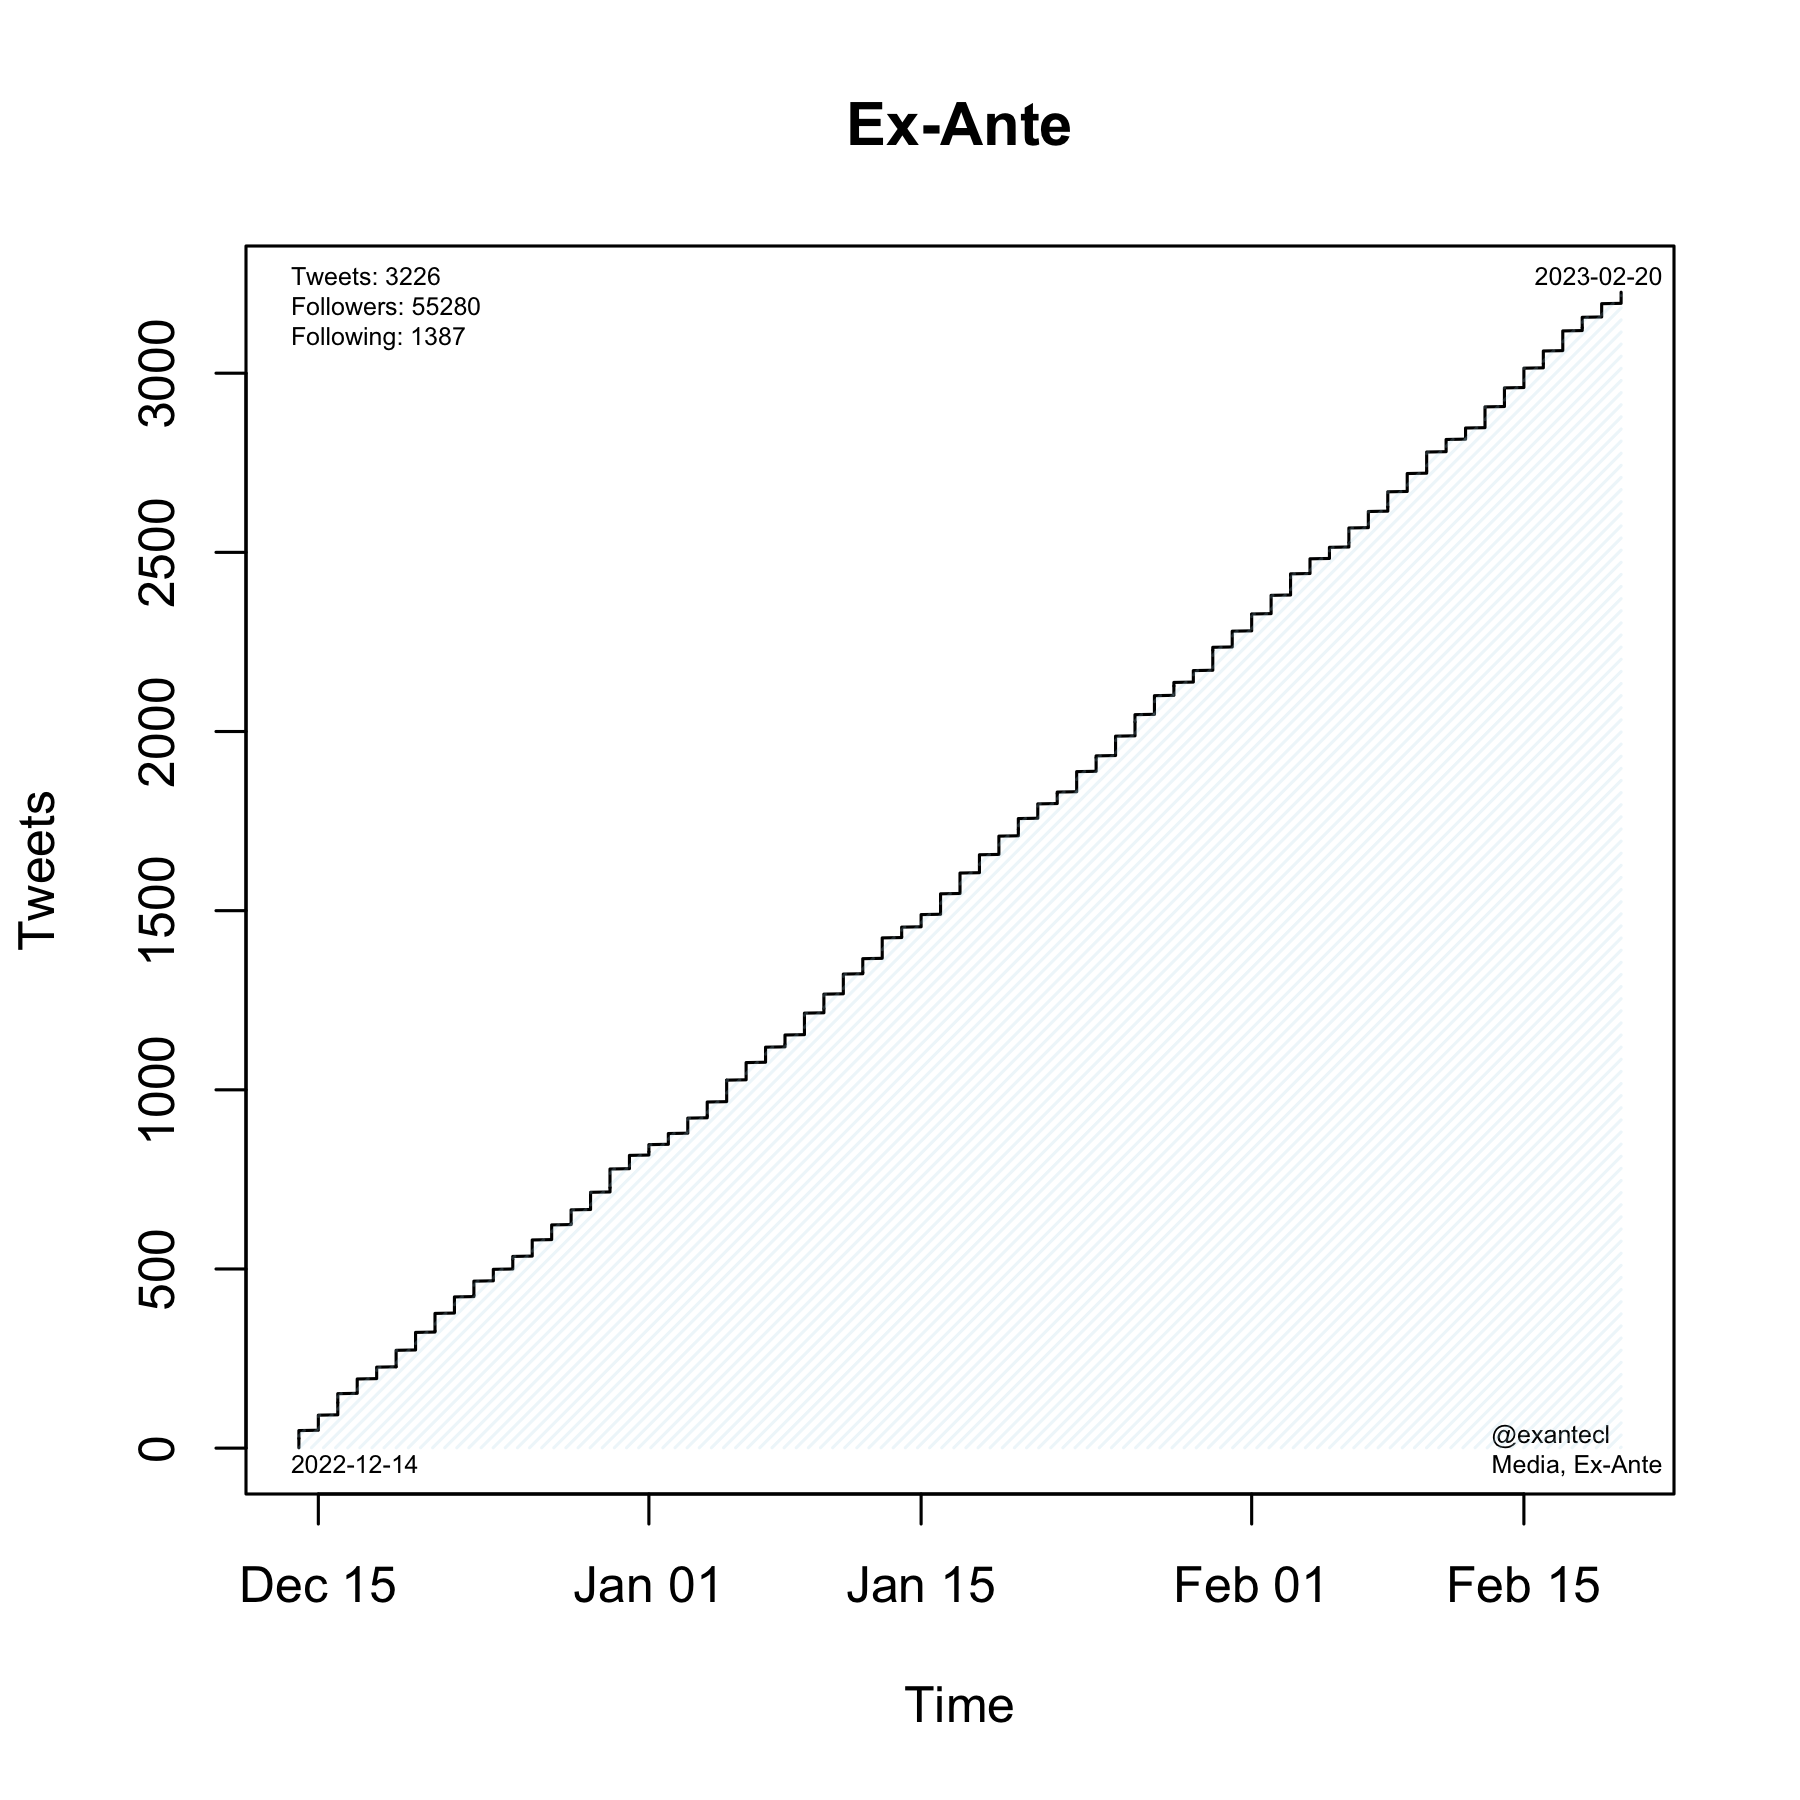 Ex-Ante
Tweets: 3226
Followers: 55280
Following: 1387
2023-02-20
3000
2500
2000
1500
1000
500
0
Tweets
2022-12-14
@exantecl
Media, Ex-Ante
Dec 15
Jan 01
Jan 15
Feb 01
Feb 15
Time